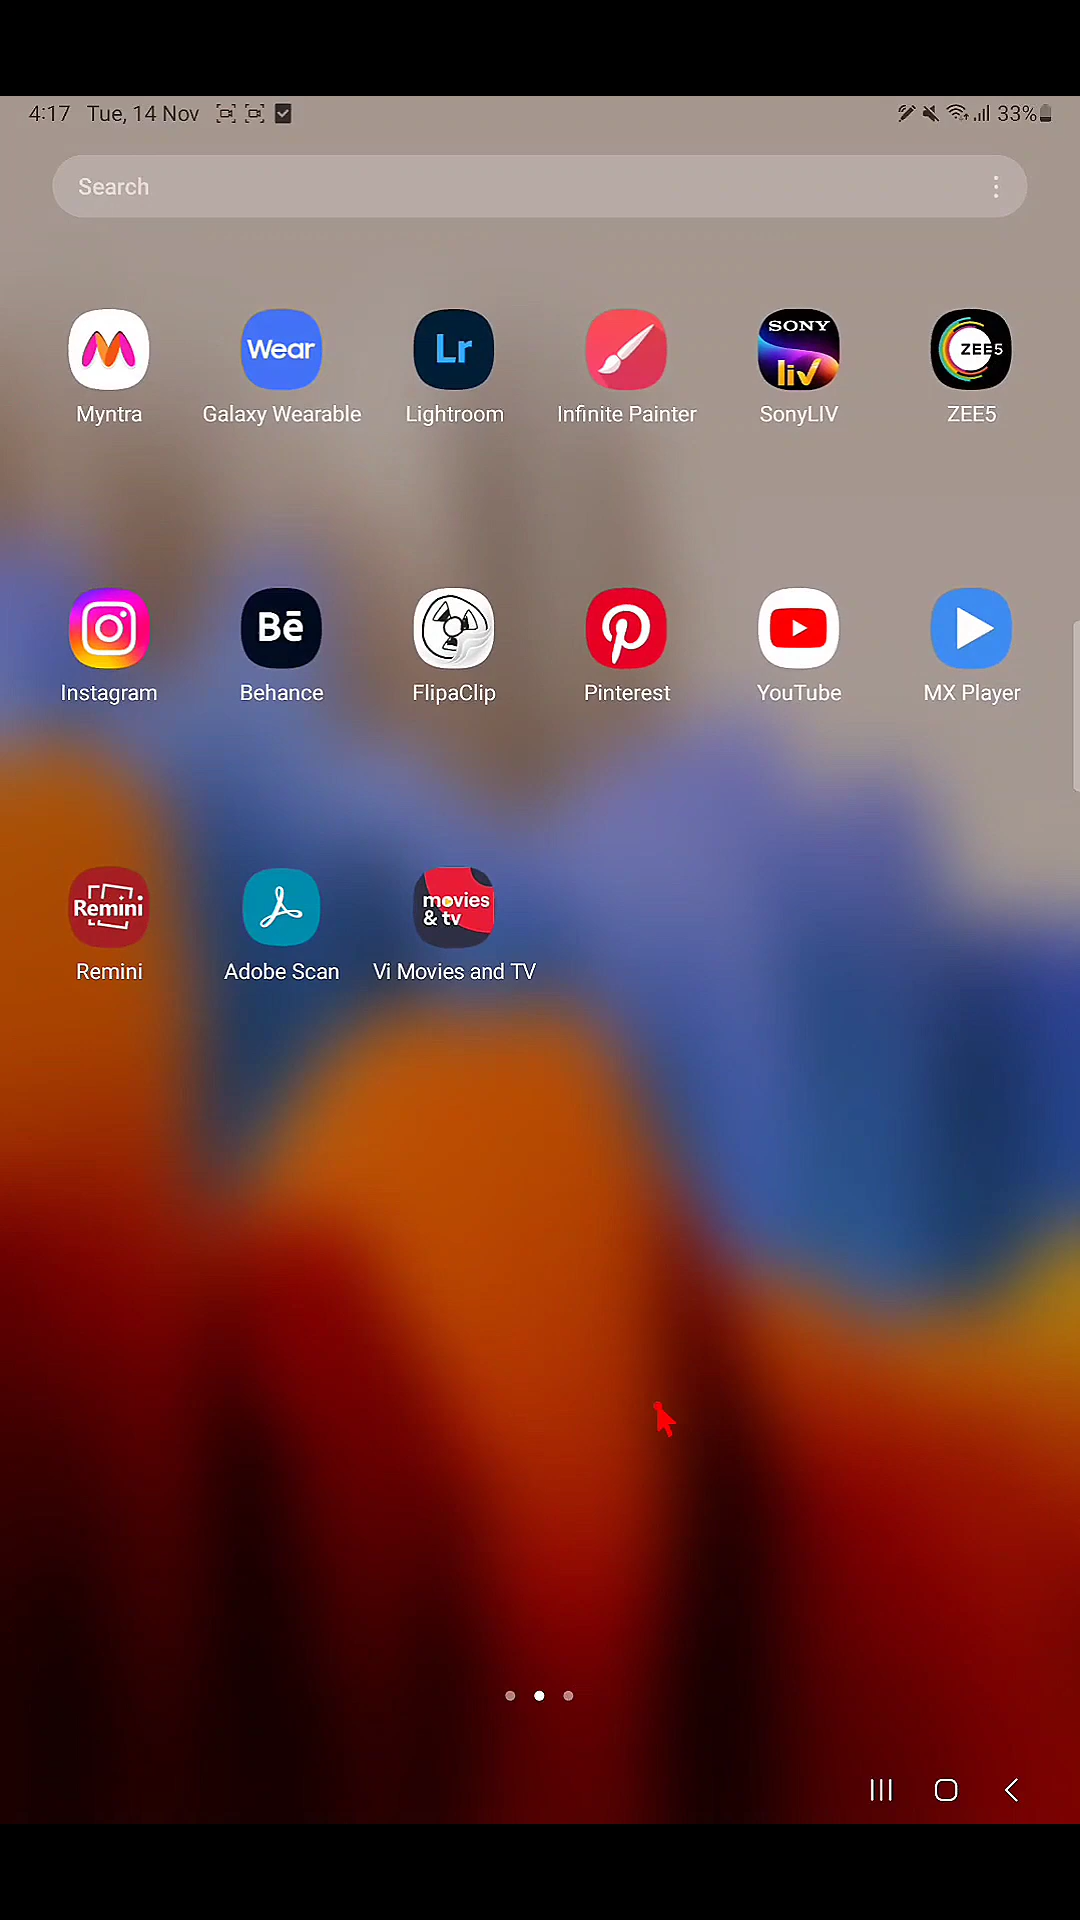 4:17 Tue, 14 Nov 33%
Search
Wear
Lr
SONY
liv
ZEE5
Myntra Galaxy Wearable Lightroom Infinite Painter SonyLIV ZEE5
Bē
Instagram Behance FlipaClip Pinterest YouTube MX Player
Remini
movies
& tv
Remini Adobe Scan Vi Movies and TV